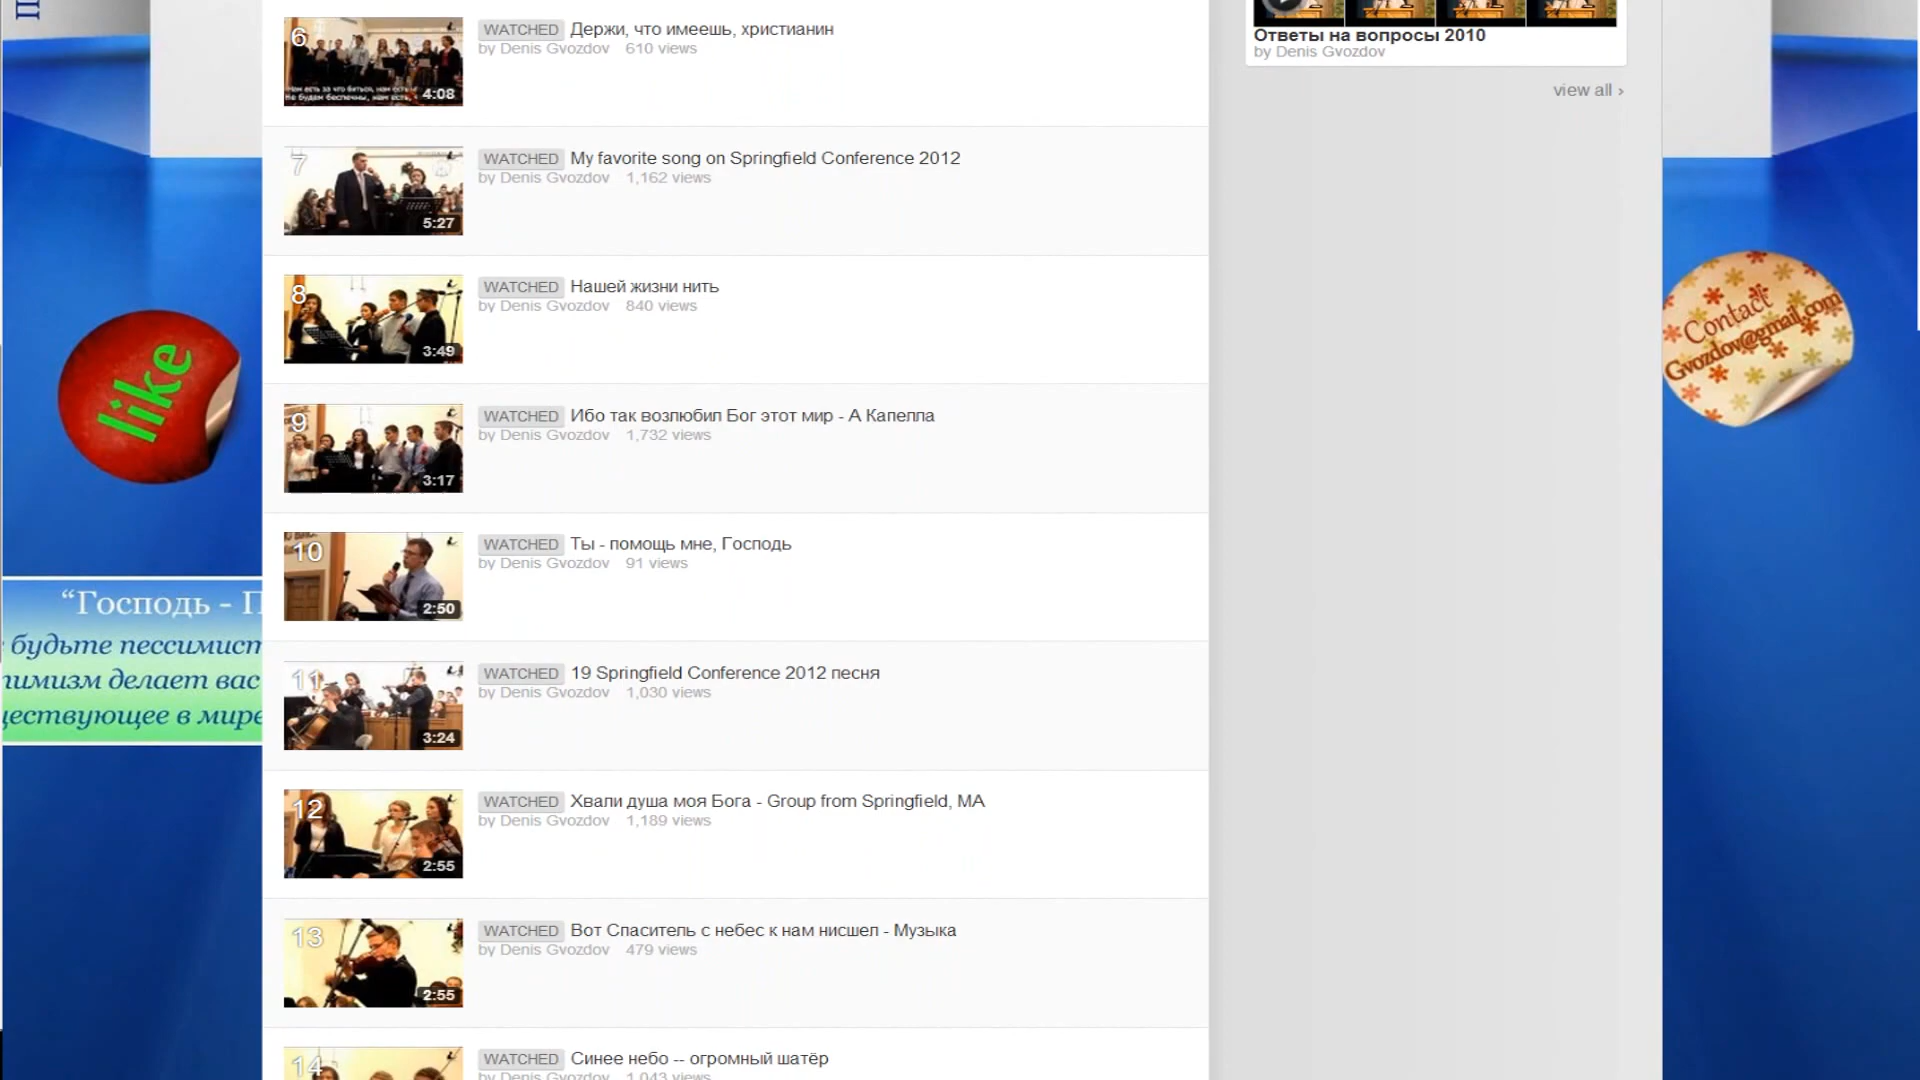 6
WATCHED Держи, что имеешь, христианин
by Denis Gvozdov 610 views
4:08
7
WATCHED My favorite song on Springfield Conference 2012
by Denis Gvozdov 1,162 views
5:27
8
WATCHED Нашей жизни нить
by Denis Gvozdov 840 views
3:49
9
WATCHED Ибо так возлюбил Бог этот мир - А Капелла
by Denis Gvozdov 1,732 views
3:17
10
WATCHED Ты - помощь мне, Господь
by Denis Gvozdov 91 views
2:50
11
WATCHED 19 Springfield Conference 2012 песня
by Denis Gvozdov 1,030 views
3:24
12
WATCHED Хвали душа моя Бога - Group from Springfield, MA
by Denis Gvozdov 1,189 views
2:55
13
WATCHED Вот Спаситель с небес к нам нисшел - Музыка
by Denis Gvozdov 479 views
2:55
14
WATCHED Синее небо -- огромный шатёр
by Denis Gvozdov 1,043 views
Ответы на вопросы 2010
by Denis Gvozdov
view all ›
like
“Господь - П
будьте пессимист
тимизм делает вас
ществующее в мире
Contact
Gvozdov@gmail.com